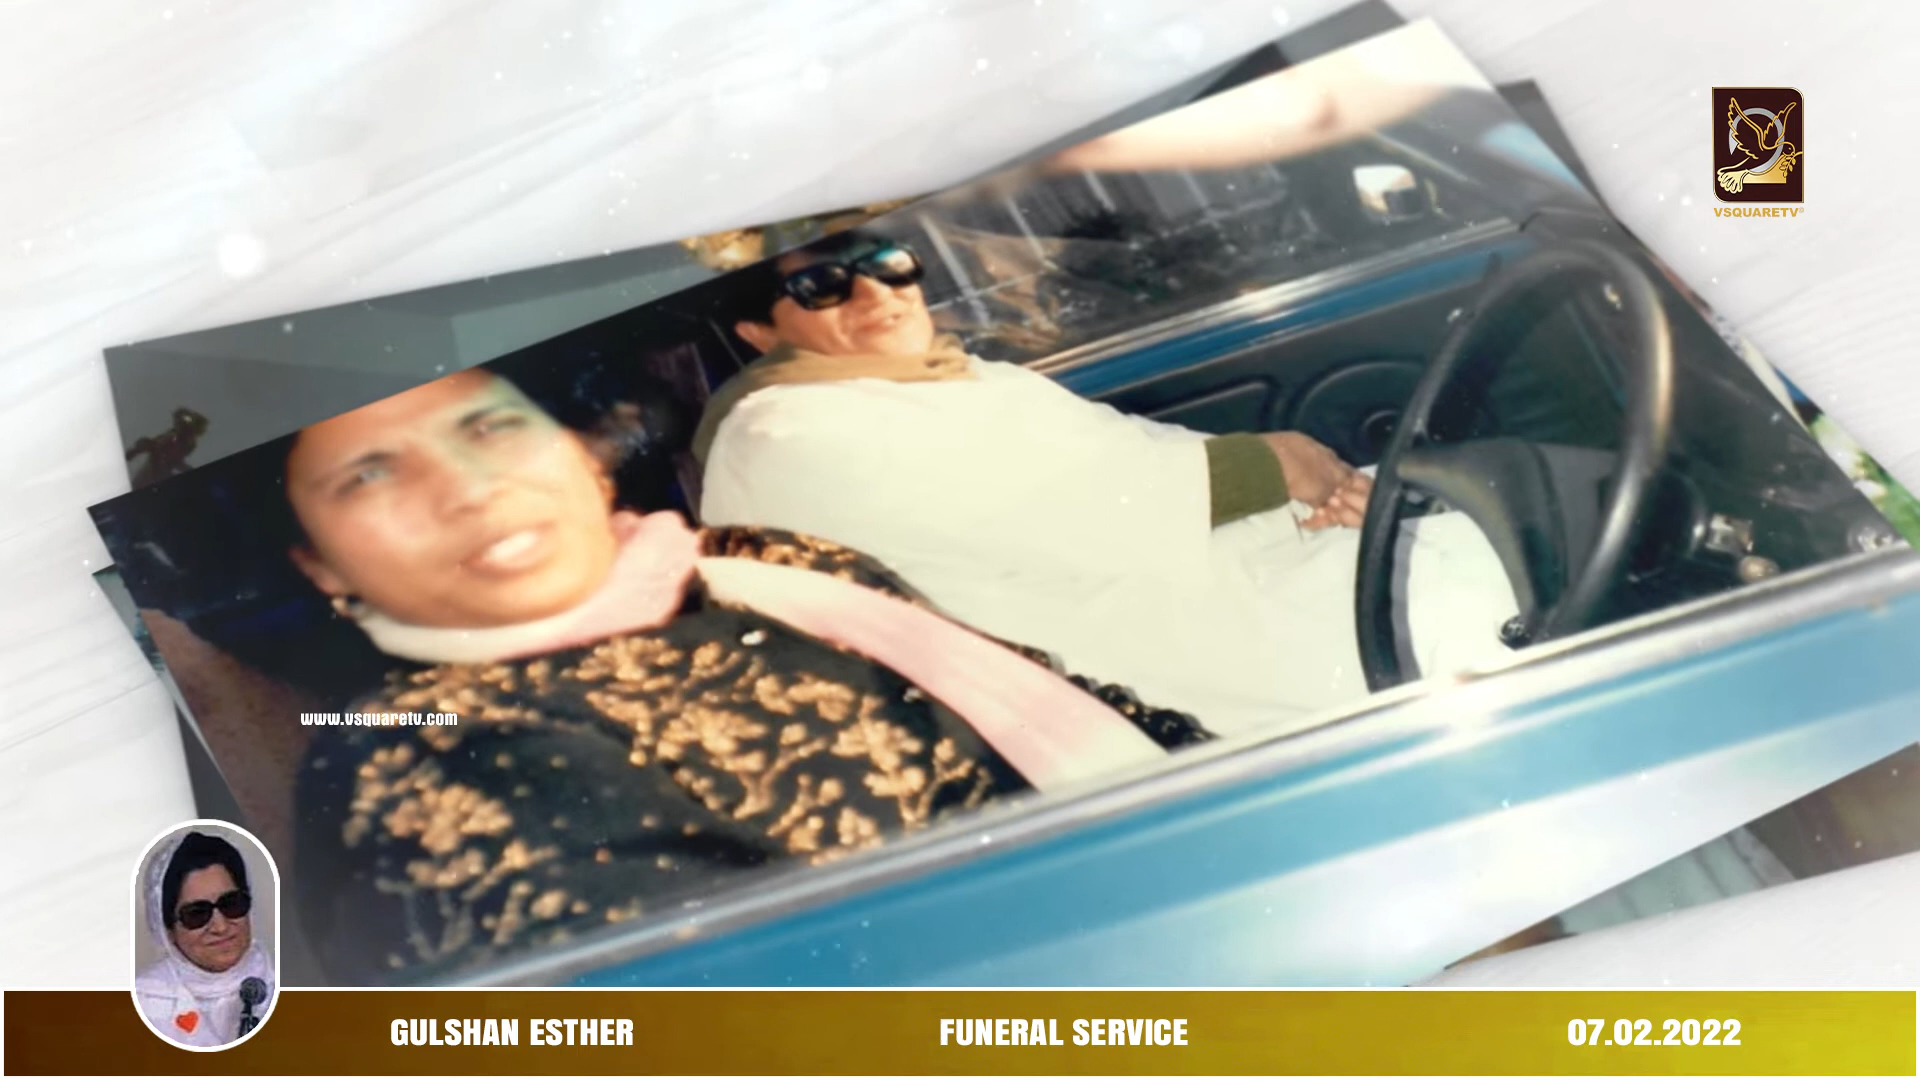 VSQUARETV
www.vsquaretv.com
GULSHAN ESTHER
FUNERAL SERVICE
07.02.2022